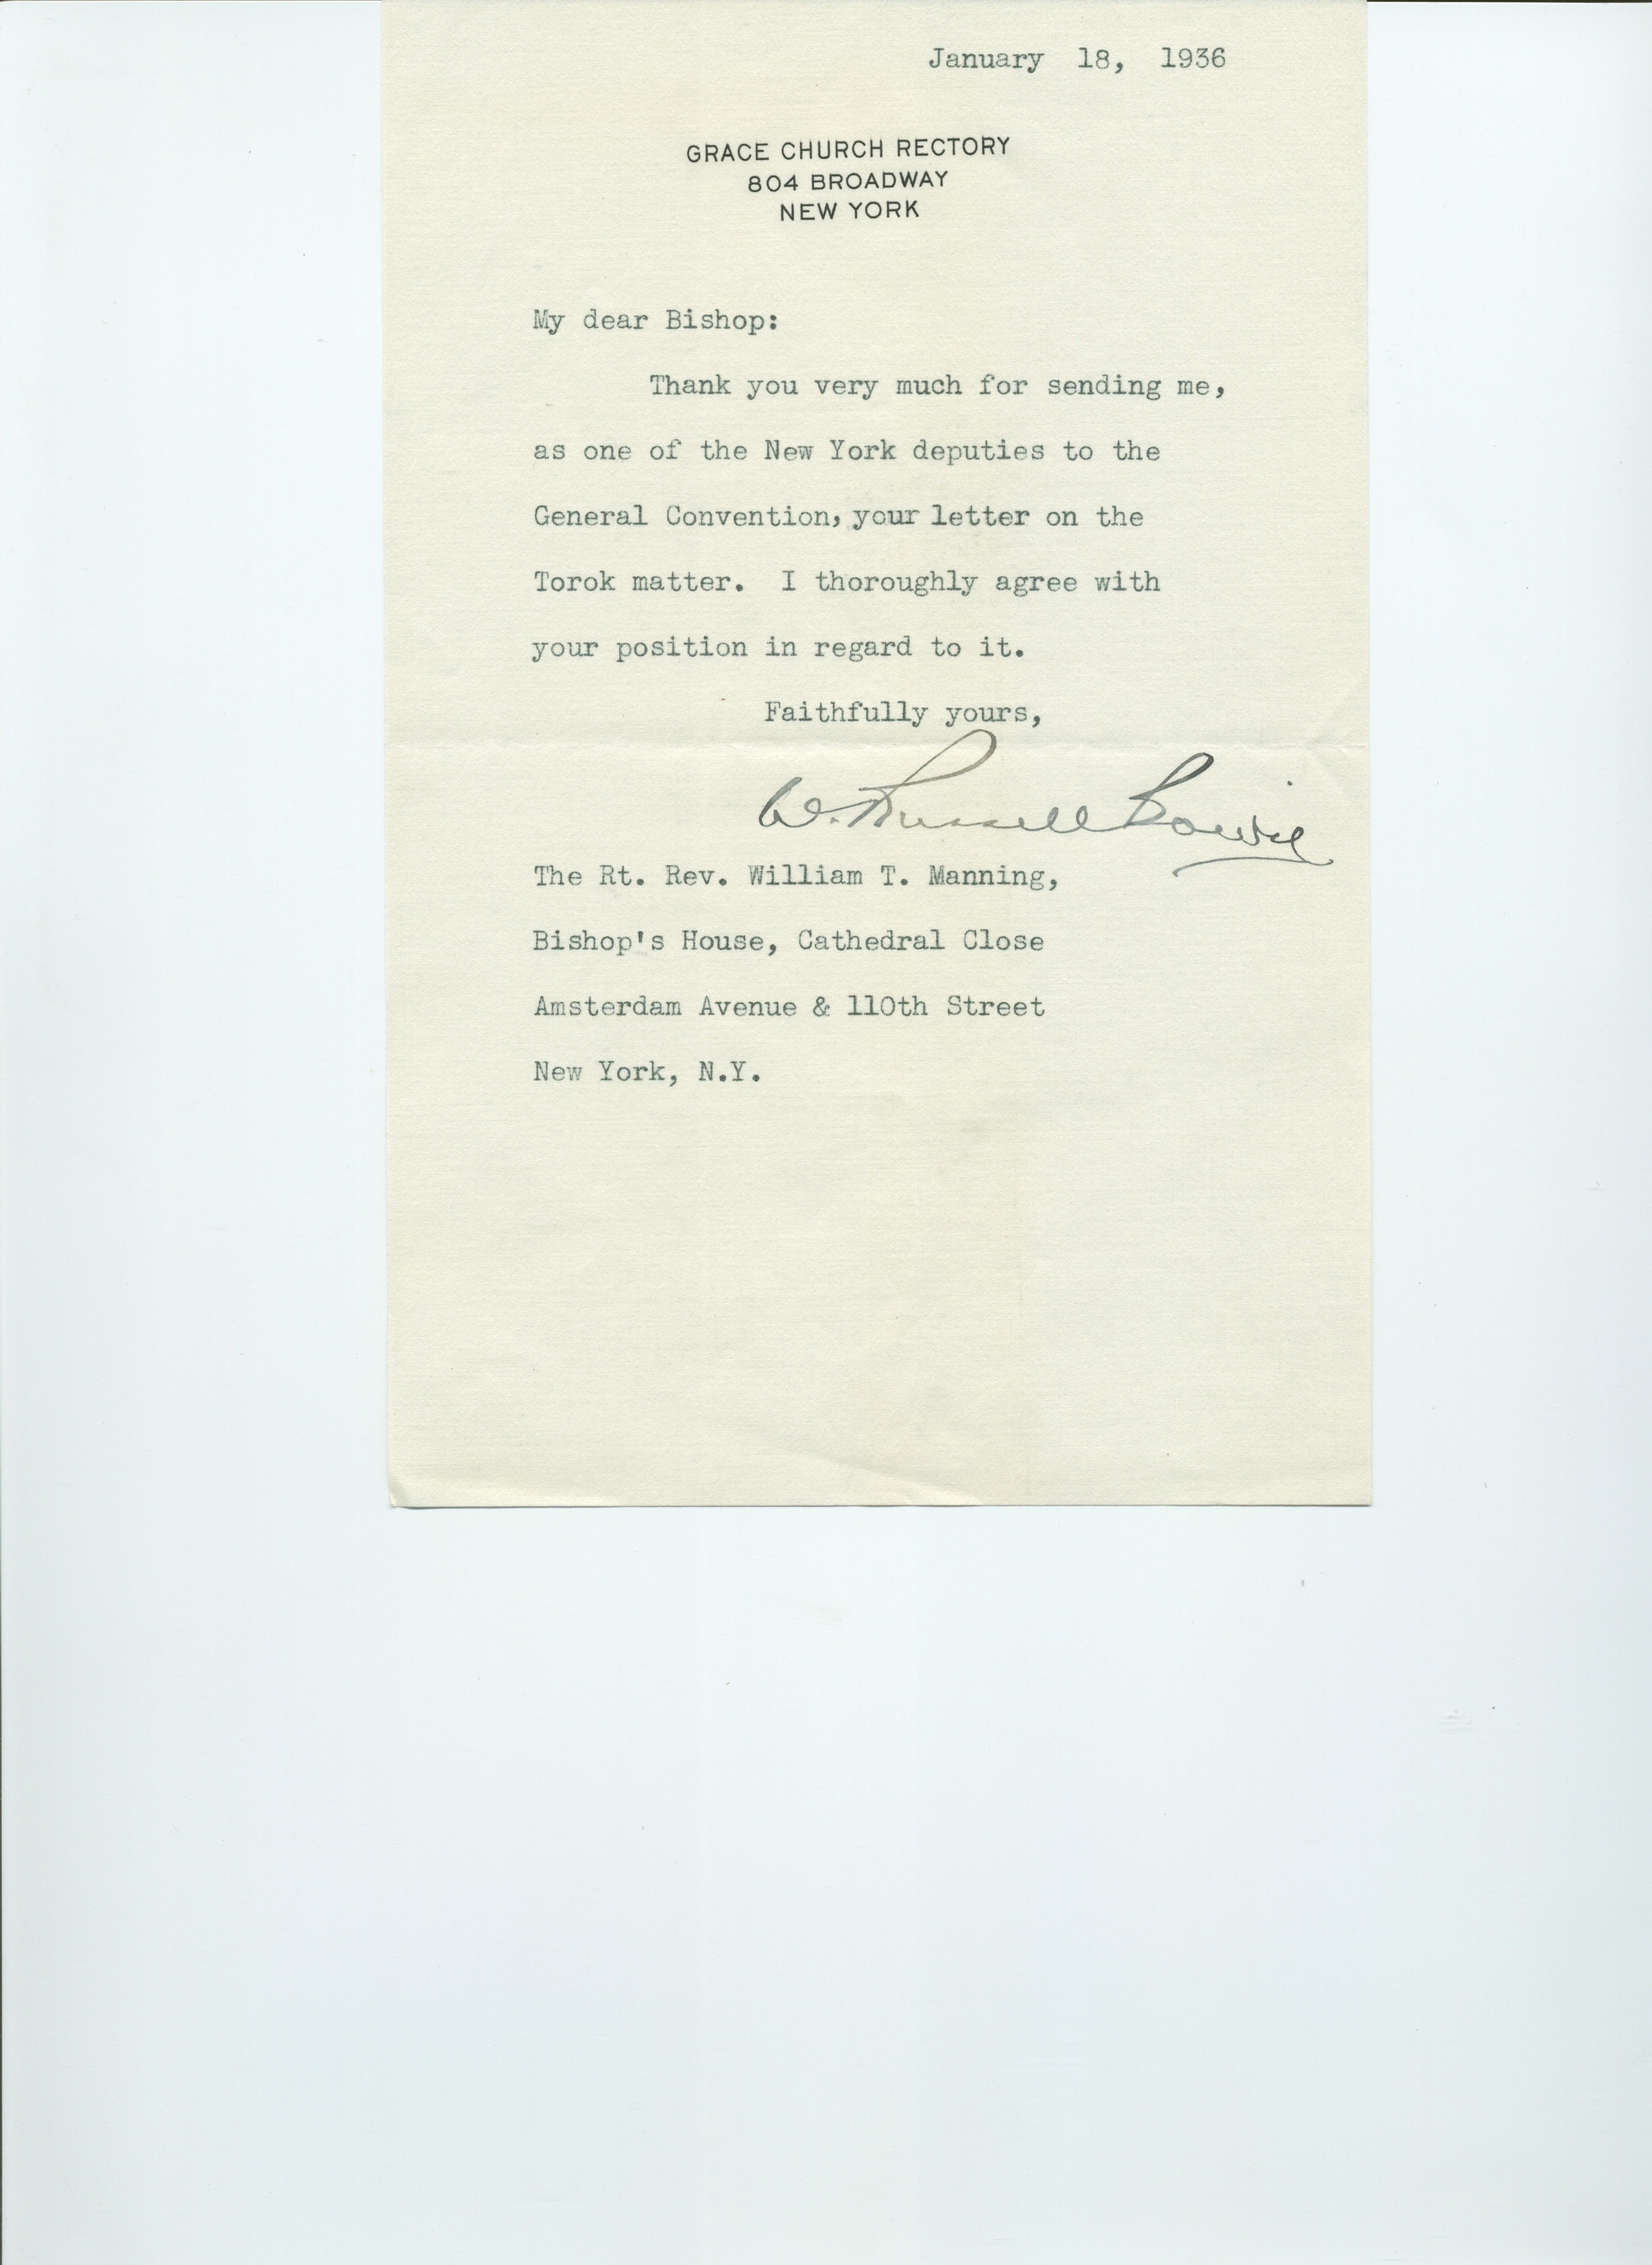 January 18, 1936
GRACE CHURCH RECTORY
804 BROADWAY
NEW YORK
My dear Bishop:
Thank you very much for sending me,
as one of the New York deputies to the
General Convention, your letter on the
Torok matter. I thoroughly agree with
your position in regard to it.
Faithfully yours,
W. Russell Bowie
The Rt. Rev. William T. Manning,
Bishop's House, Cathedral Close
Amsterdam Avenue & 110th Street
New York, N.Y.